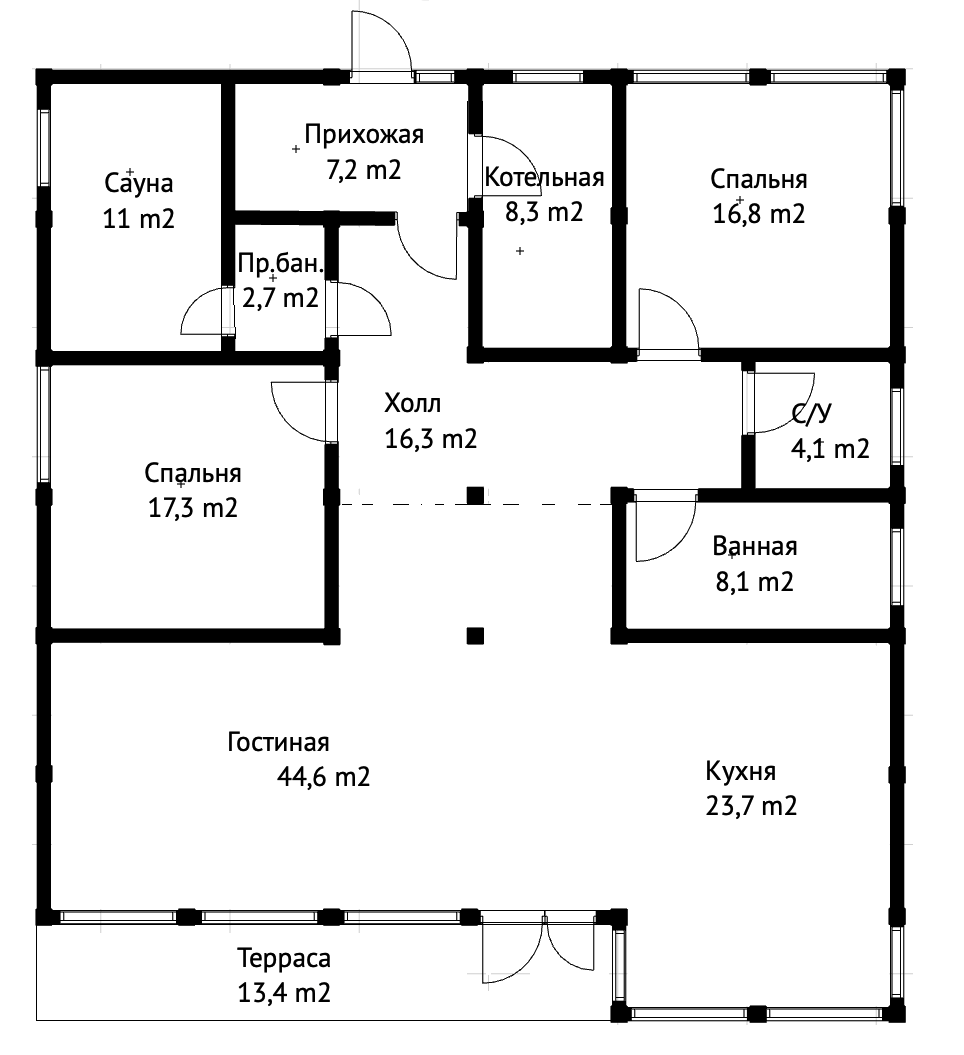 Прихожая
7,2 m2
Сауна
11 m2
Котельная
8,3 m2
Спальня
16,8 m2
Пр.бан.
2,7 m2
Холл
16,3 m2
С/У
4,1 m2
Спальня
17,3 m2
Ванная
8,1 m2
Гостиная
44,6 m2
Кухня
23,7 m2
Терраса
13,4 m2